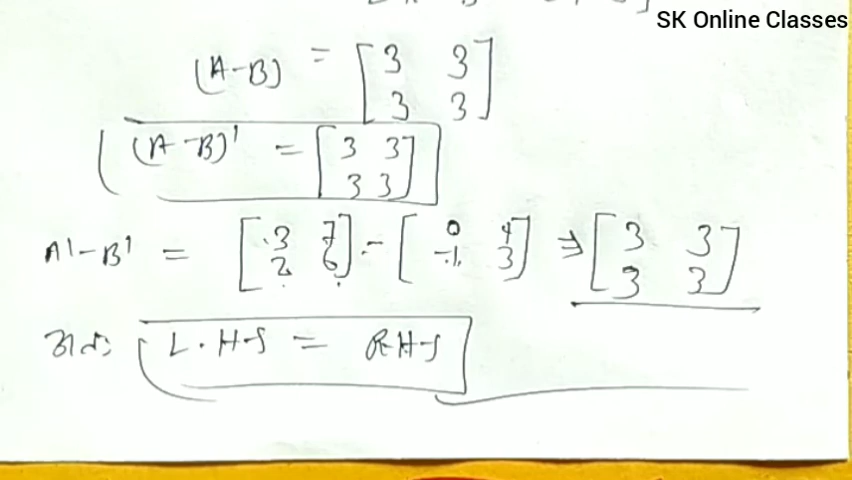 SK Online Classes
(A-B) = [3 3
3 3]
(A-B)' = [3 3
3 3]
A'-B' = [3 7
2 6] - [0 4
-1 3] ⇒ [3 3
3 3]
अतः L.H.S = R.H.S